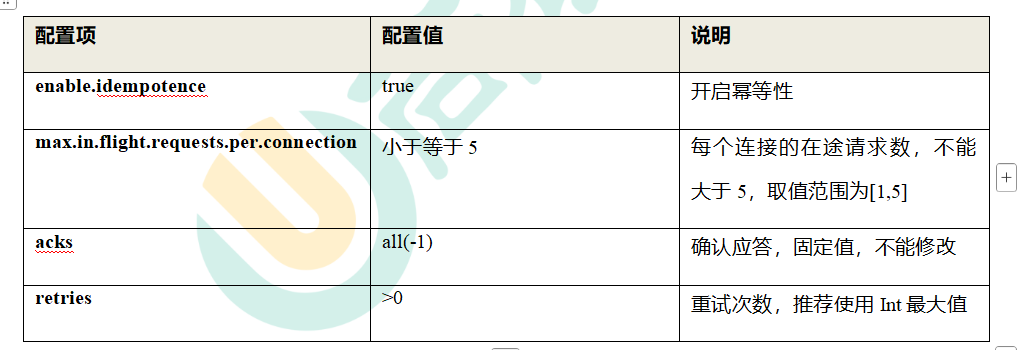 配置项 配置值 说明
enable.idempotence true 开启幂等性
max.in.flight.requests.per.connection 小于等于 5 每个连接的在途请求数，不能
大于 5，取值范围为[1,5]
acks all(-1) 确认应答，固定值，不能修改
retries >0 重试次数，推荐使用 Int 最大值